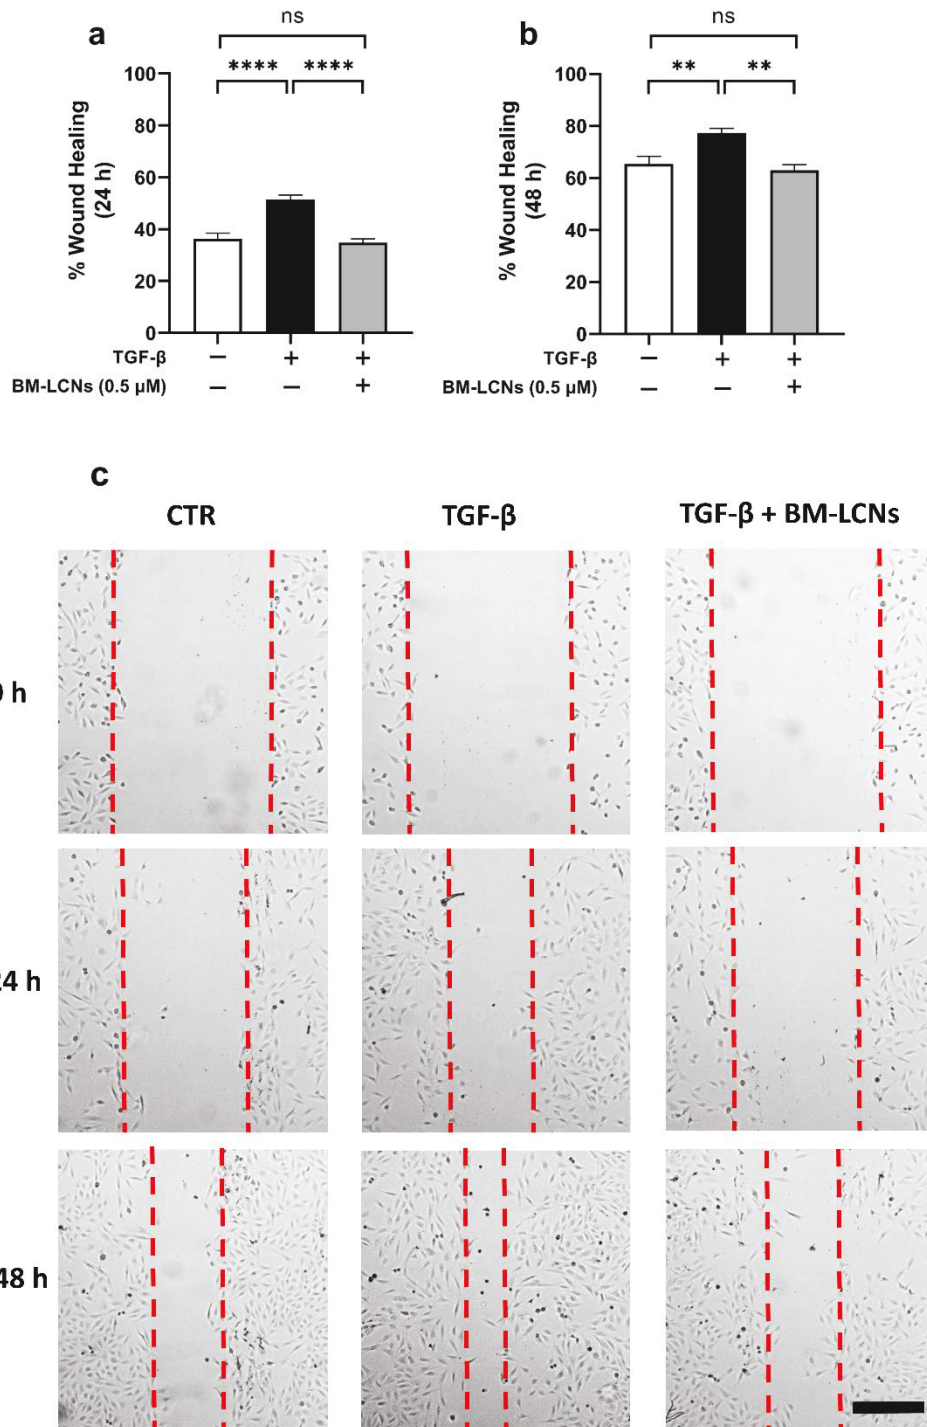 a
ns
**** ****
% Wound Healing
(24 h)
100
80
60
40
20
0
TGF-β − + +
BM-LCNs (0.5 µM) − − +
b
ns
** **
% Wound Healing
(48 h)
100
80
60
40
20
0
TGF-β − + +
BM-LCNs (0.5 µM) − − +
c
CTR TGF-β TGF-β + BM-LCNs
0 h
24 h
48 h